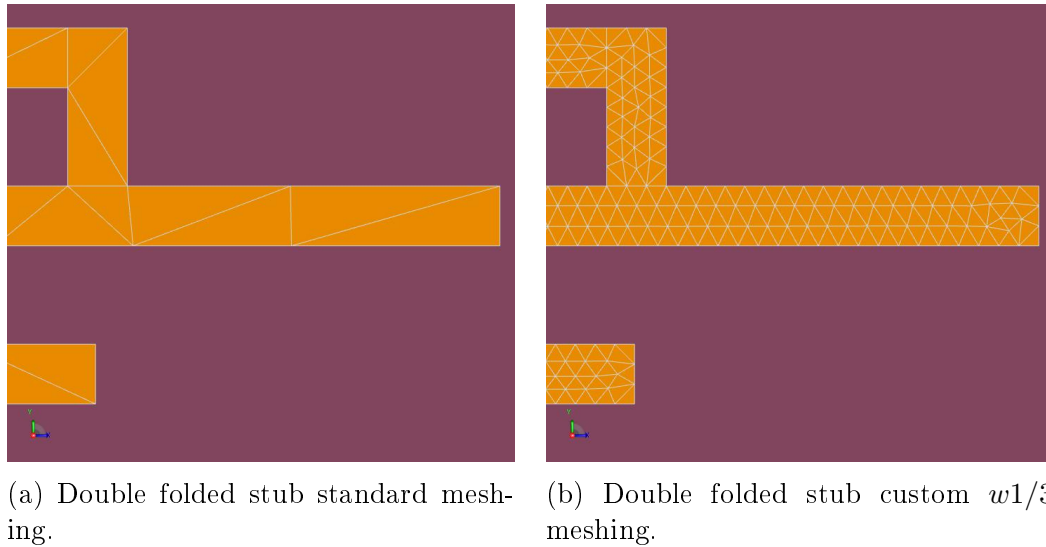 Y
X
Y
X
(a) Double folded stub standard mesh-
ing.
(b) Double folded stub custom w1/3
meshing.